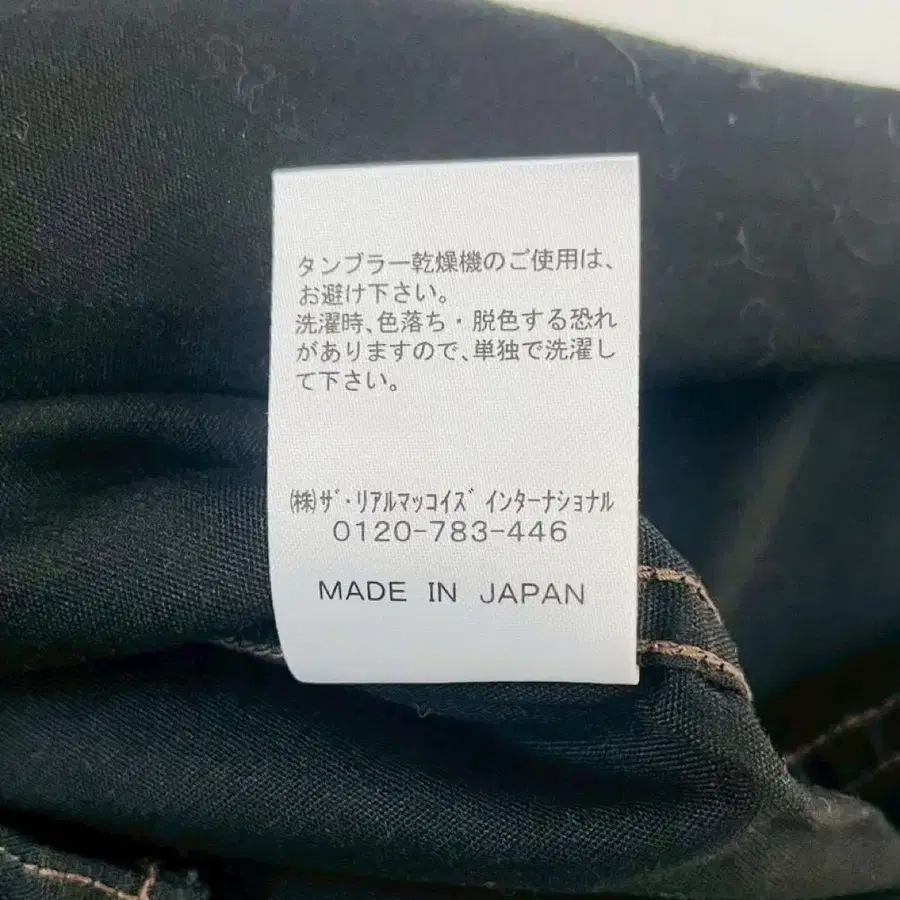 タンブラー乾燥機のご使用は、
お避け下さい。
洗濯時、色落ち・脱色する恐れ
がありますので、単独で洗濯し
て下さい。
㈱ｻﾞ・ﾘｱﾙﾏｯｺｲｽﾞ ｲﾝﾀｰﾅｼｮﾅﾙ
0120-783-446
MADE IN JAPAN